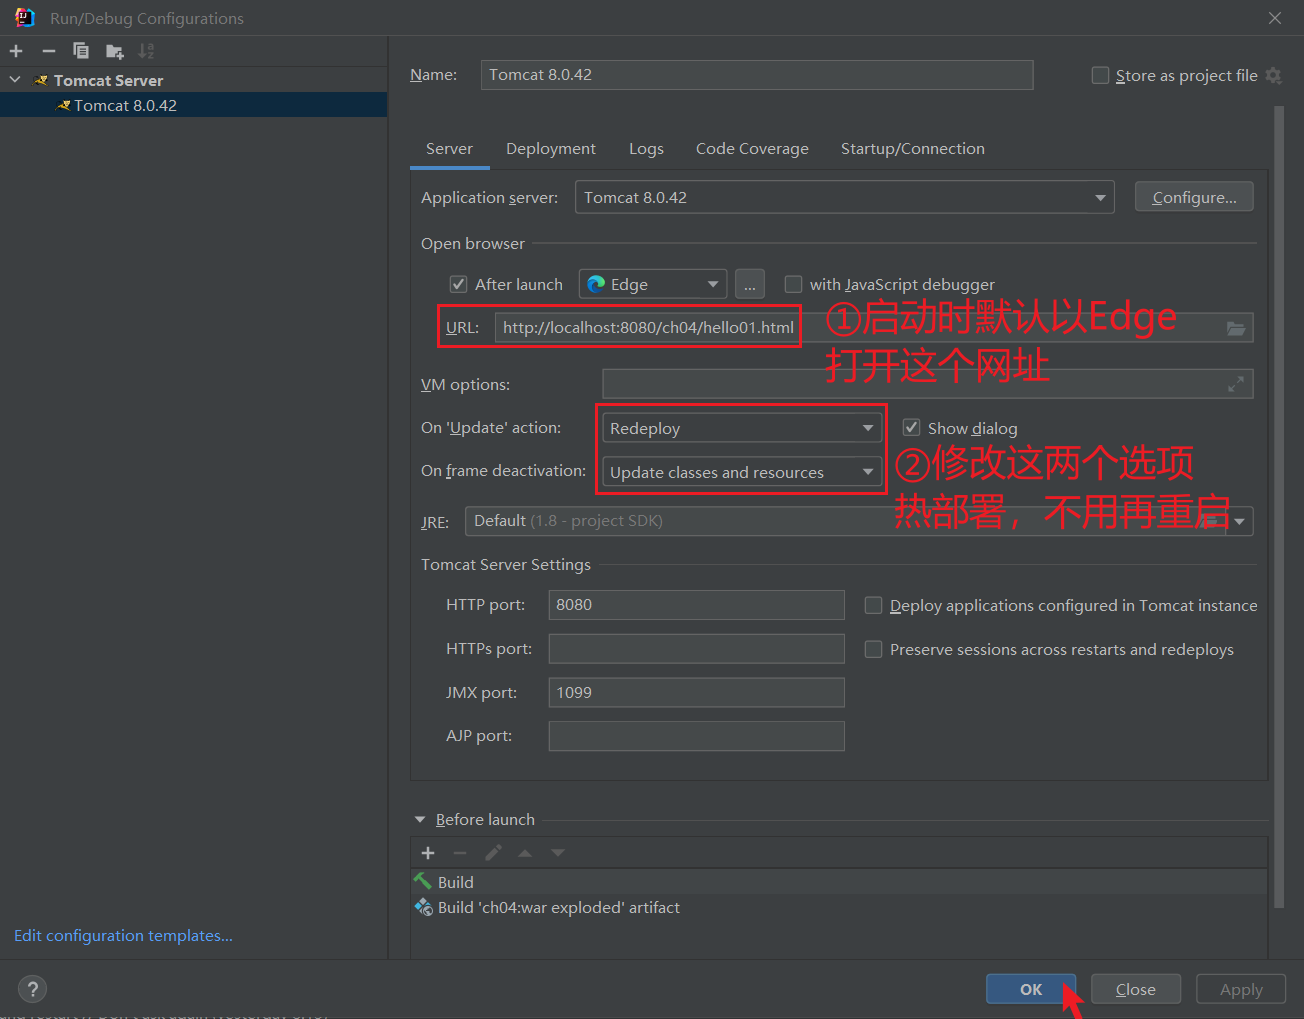 Run/Debug Configurations
Tomcat Server
Tomcat 8.0.42
Name: Tomcat 8.0.42 Store as project file
Server Deployment Logs Code Coverage Startup/Connection
Application server: Tomcat 8.0.42 Configure...
Open browser
After launch Edge ... with JavaScript debugger
URL: http://localhost:8080/ch04/hello01.html
①启动时默认以Edge
打开这个网址
VM options:
On 'Update' action: Redeploy Show dialog
On frame deactivation: Update classes and resources
②修改这两个选项
热部署，不用再重启
JRE: Default (1.8 - project SDK)
Tomcat Server Settings
HTTP port: 8080 Deploy applications configured in Tomcat instance
HTTPs port: Preserve sessions across restarts and redeploys
JMX port: 1099
AJP port:
Before launch
Build
Build 'ch04:war exploded' artifact
Edit configuration templates...
? OK Close Apply